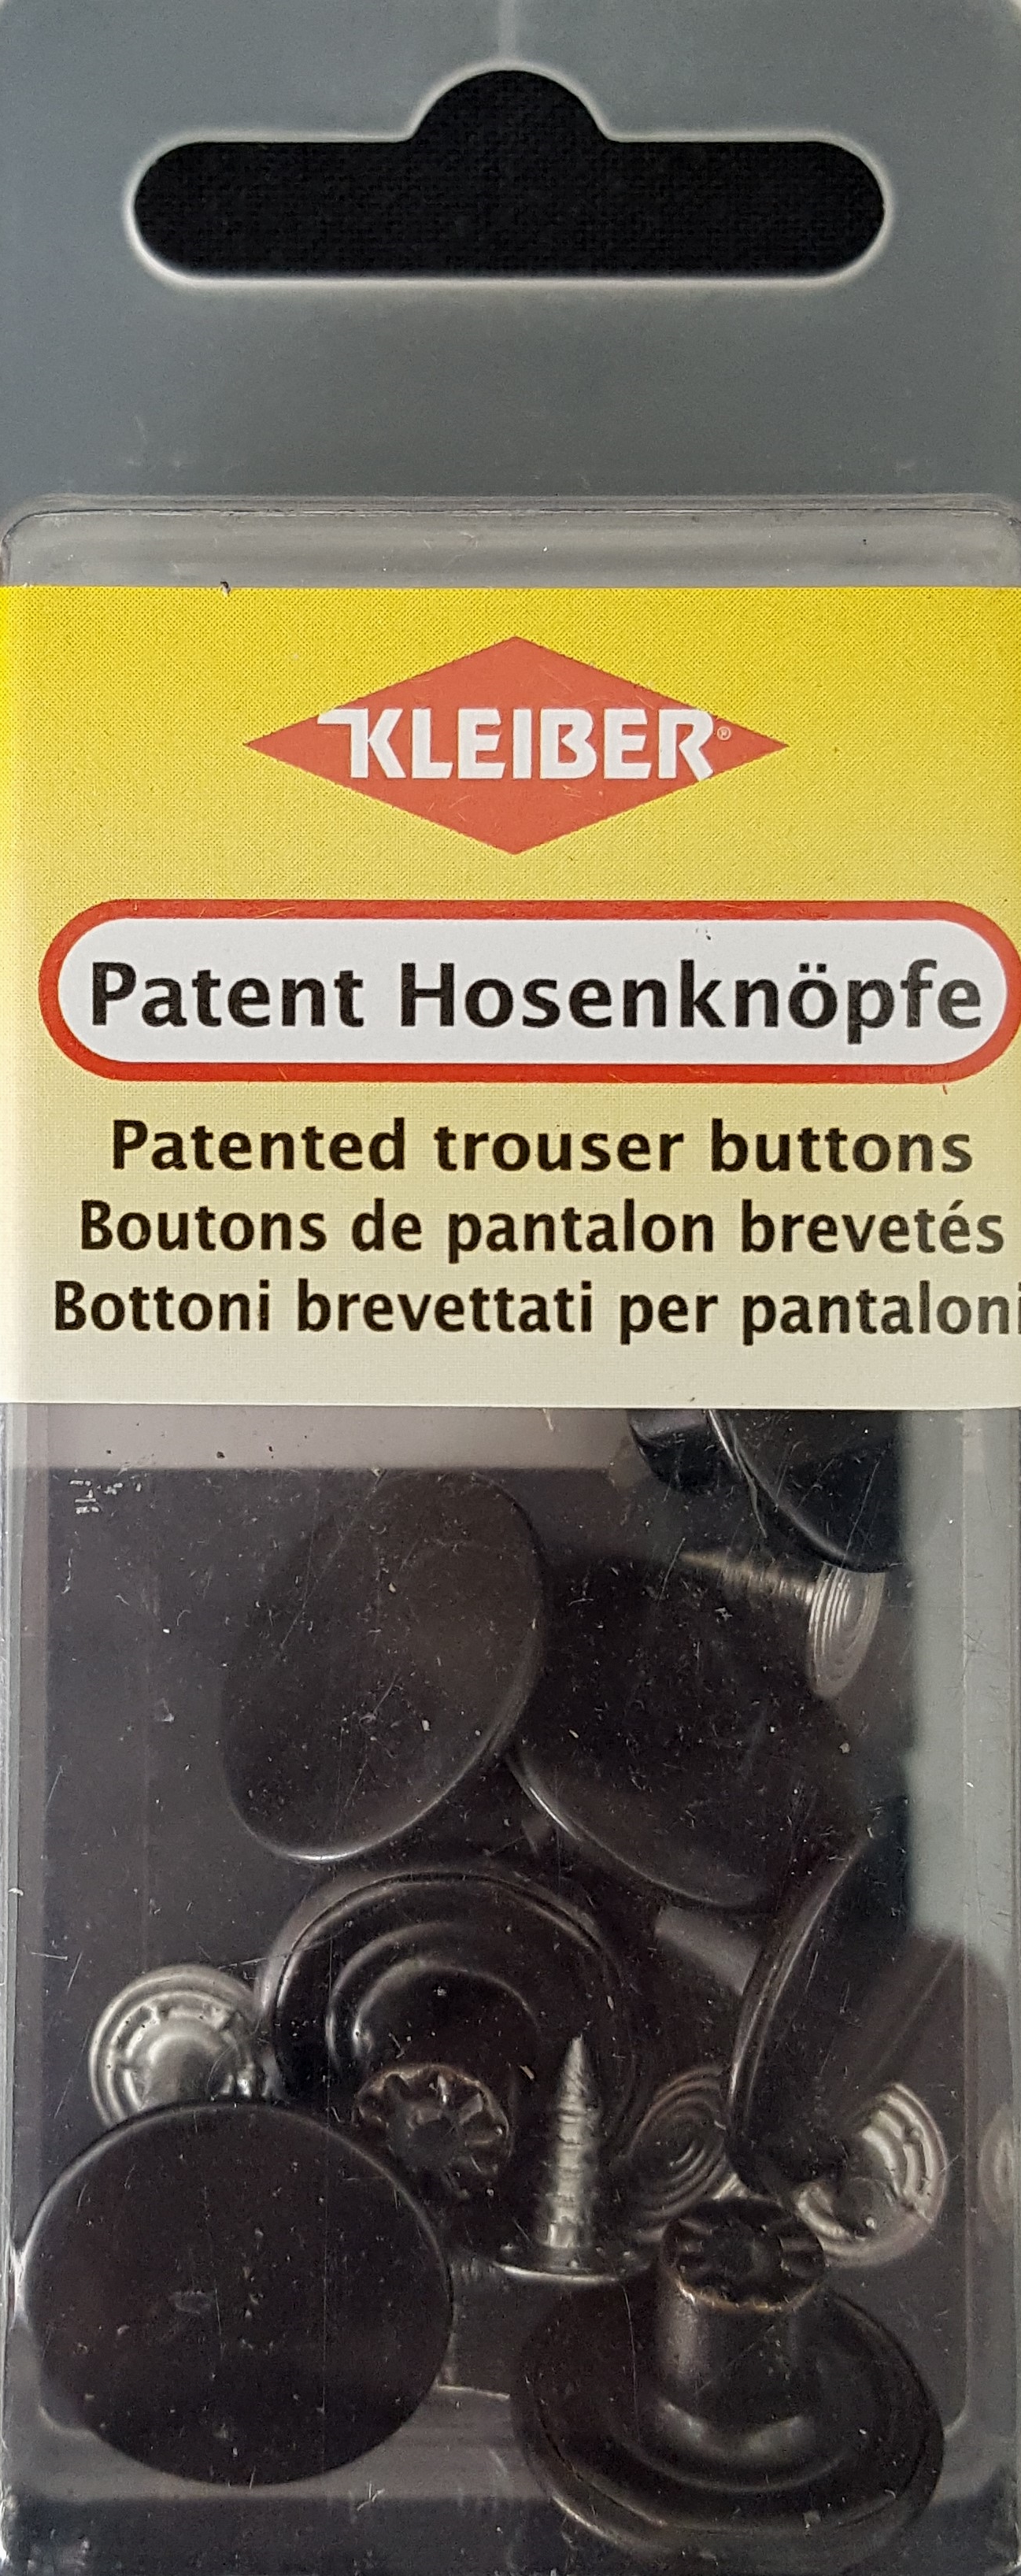 KLEIBER®
Patent Hosenknöpfe
Patented trouser buttons
Boutons de pantalon brevetés
Bottoni brevettati per pantaloni